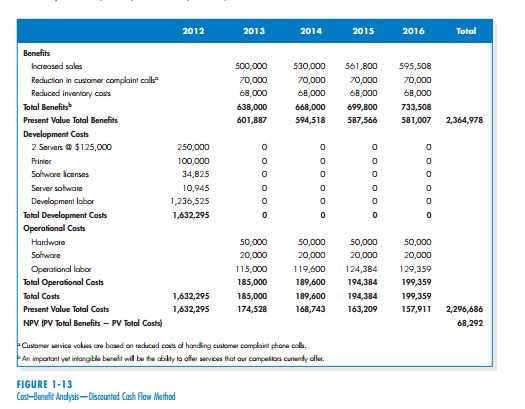 2012 2013 2014 2015 2016 Total
Benefits
Increased sales 500,000 530,000 561,800 595,508
Reduction in customer complaint callsᵃ 70,000 70,000 70,000 70,000
Reduced inventory costs 68,000 68,000 68,000 68,000
Total Benefitsᵇ 638,000 668,000 699,800 733,508
Present Value Total Benefits 601,887 594,518 587,566 581,007 2,364,978
Development Costs
2 Servers @ $125,000 250,000 0 0 0 0
Printer 100,000 0 0 0 0
Software licenses 34,825 0 0 0 0
Server software 10,945 0 0 0 0
Development labor 1,236,525 0 0 0 0
Total Development Costs 1,632,295 0 0 0 0
Operational Costs
Hardware 50,000 50,000 50,000 50,000
Software 20,000 20,000 20,000 20,000
Operational labor 115,000 119,600 124,384 129,359
Total Operational Costs 185,000 189,600 194,384 199,359
Total Costs 1,632,295 185,000 189,600 194,384 199,359
Present Value Total Costs 1,632,295 174,528 168,743 163,209 157,911 2,296,686
NPV (PV Total Benefits – PV Total Costs) 68,292
ᵃ Customer service values are based on reduced costs of handling customer complaint phone calls.
ᵇ An important yet intangible benefit will be the ability to offer services that our competitors currently offer.
FIGURE 1-13
Cost–Benefit Analysis—Discounted Cash Flow Method